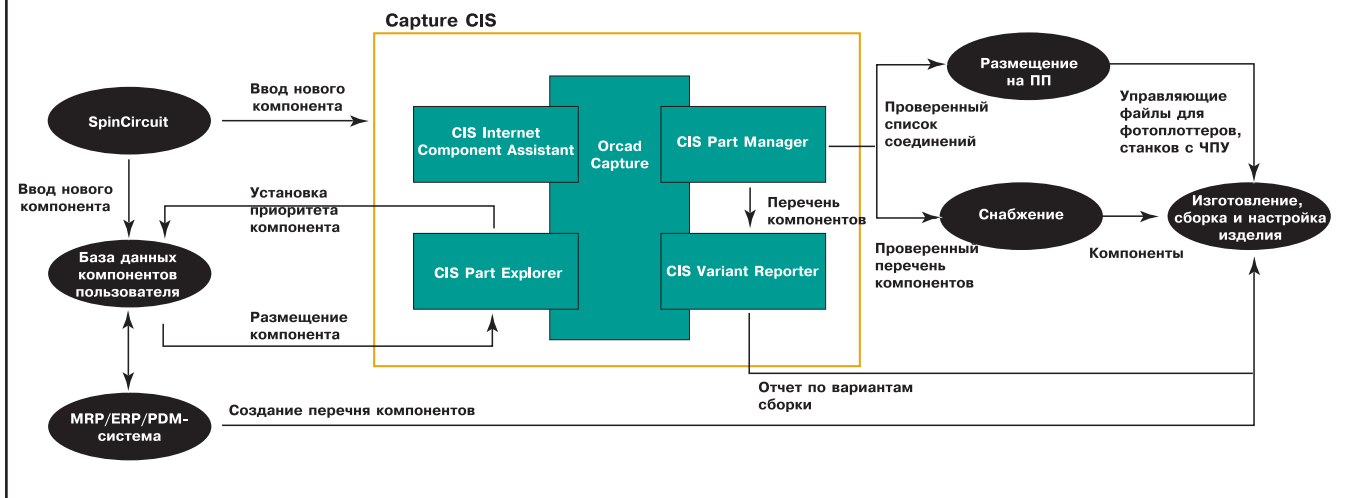 Capture CIS
SpinCircuit
Ввод нового
компонента
Ввод нового
компонента
База данных
компонентов
пользователя
Установка
приоритета
компонента
Размещение
компонента
MRP/ERP/PDM-
система
Создание перечня компонентов
CIS Internet
Component Assistant
Orcad
Capture
CIS Part Manager
CIS Part Explorer
Перечень
компонентов
CIS Variant Reporter
Отчет по вариантам
сборки
Проверенный
список
соединений
Размещение
на ПП
Управляющие
файлы для
фотоплоттеров,
станков с ЧПУ
Проверенный
перечень
компонентов
Снабжение
Компоненты
Изготовление,
сборка и настройка
изделия